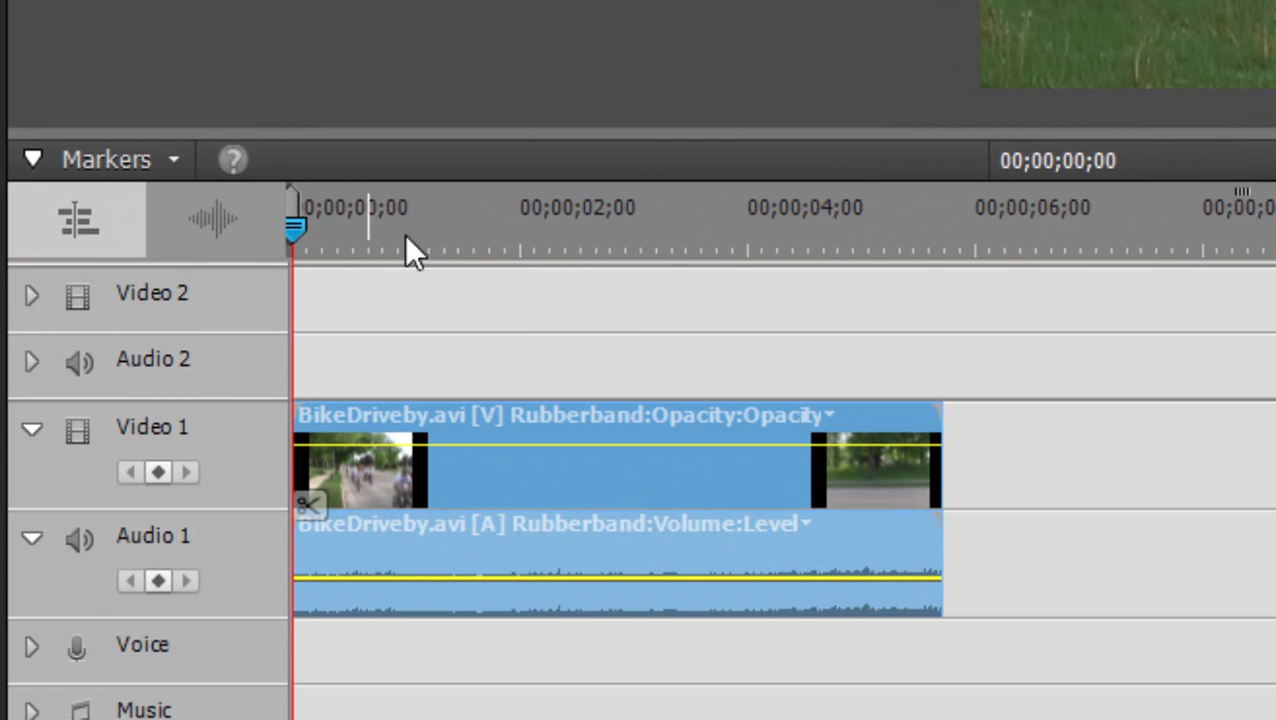 Markers ?
00;00;00;00
0;00;00;00 00;00;02;00 00;00;04;00 00;00;06;00 00;00;0
Video 2
Audio 2
BikeDriveby.avi [V] Rubberband:Opacity:Opacity
Video 1
BikeDriveby.avi [A] Rubberband:Volume:Level
Audio 1
Voice
Music